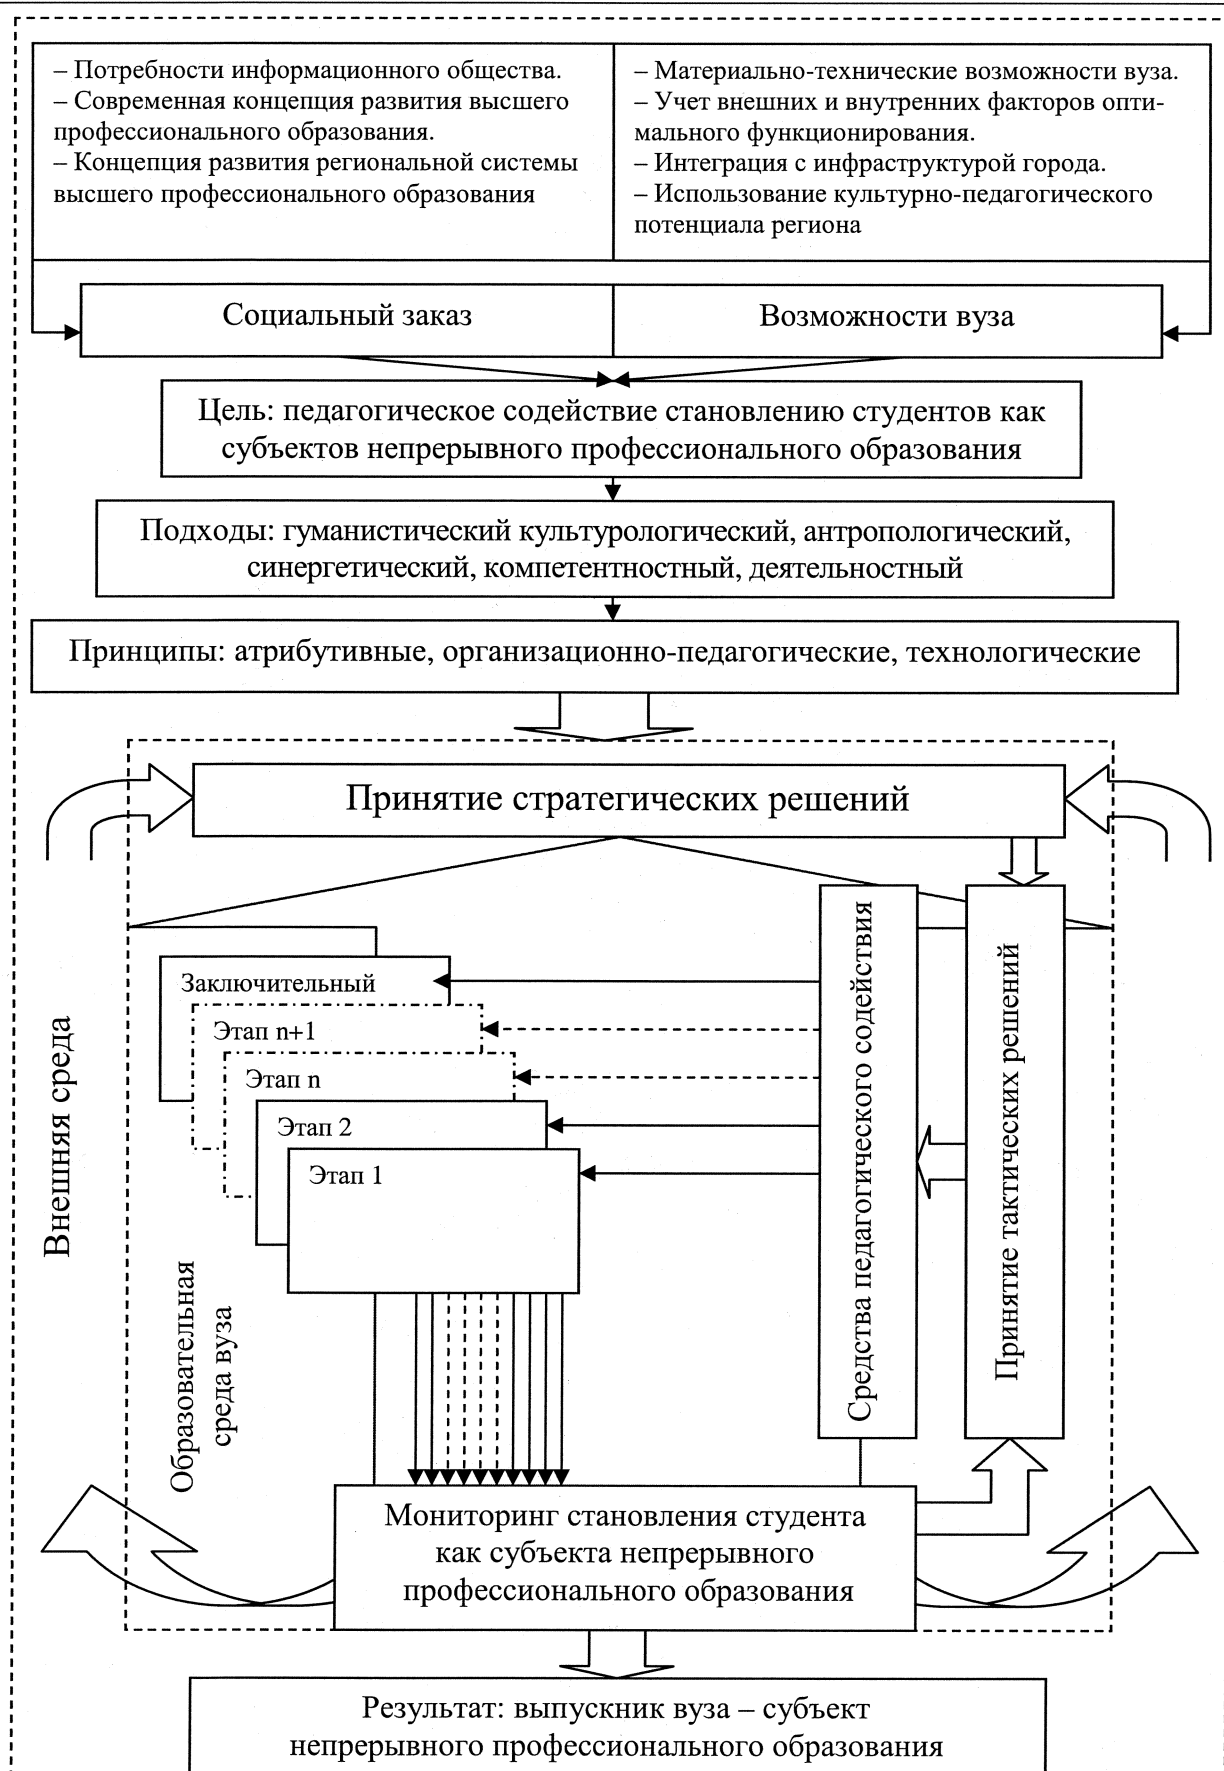 – Потребности информационного общества.
– Современная концепция развития высшего
профессионального образования.
– Концепция развития региональной системы
высшего профессионального образования
– Материально-технические возможности вуза.
– Учет внешних и внутренних факторов опти-
мального функционирования.
– Интеграция с инфраструктурой города.
– Использование культурно-педагогического
потенциала региона
Социальный заказ
Возможности вуза
Цель: педагогическое содействие становлению студентов как
субъектов непрерывного профессионального образования
Подходы: гуманистический культурологический, антропологический,
синергетический, компетентностный, деятельностный
Принципы: атрибутивные, организационно-педагогические, технологические
Принятие стратегических решений
Внешняя среда
Заключительный
Этап n+1
Этап n
Этап 2
Этап 1
Образовательная
среда вуза
Средства педагогического содействия
Принятие тактических решений
Мониторинг становления студента
как субъекта непрерывного
профессионального образования
Результат: выпускник вуза – субъект
непрерывного профессионального образования